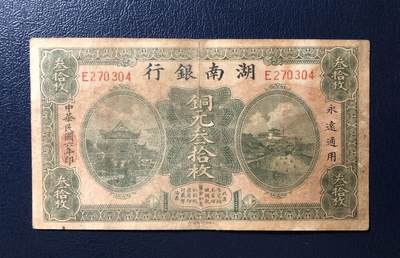 叁拾枚
叁拾枚
行銀南湖
E270304
E270304
銅元叁拾枚
中華民國六年印
永遠通用
叁拾枚
叁拾枚